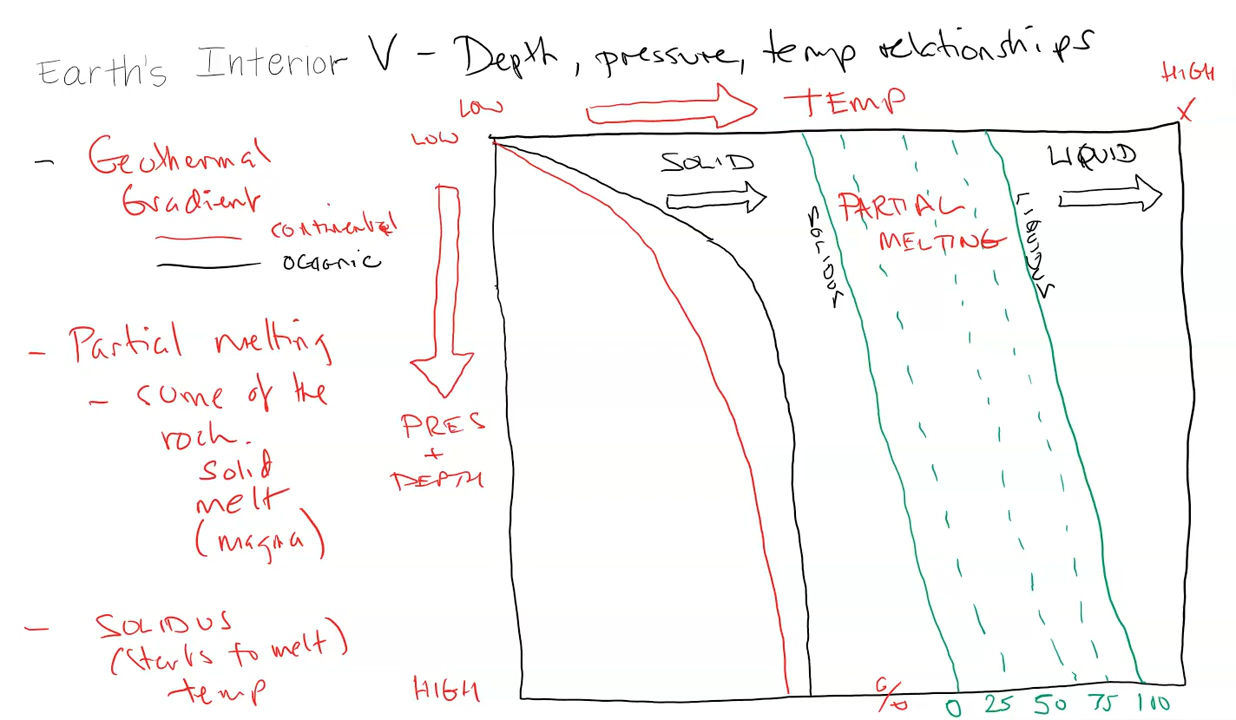 Earth's Interior V - Depth, pressure, temp relationships
- Geothermal
Gradient
continental
oceanic
- Partial melting
- some of the
rock.
solid
melt
(magma)
- SOLIDUS
(starts to melt)
temp
LOW
TEMP
HIGH
X
LOW
PRES
+
DEPTH
HIGH
SOLID
SOLIDUS
PARTIAL
MELTING
LIQUIDUS
LIQUID
% 0 25 50 75 100